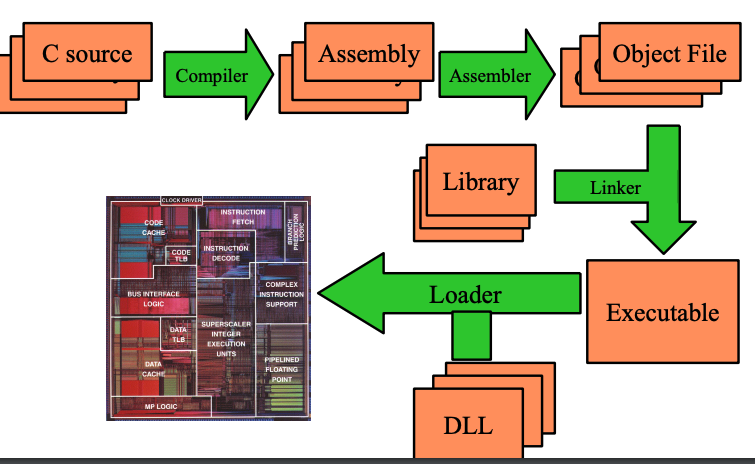 C source
Compiler
Assembly
Assembler
Object File
Library
Linker
Executable
Loader
DLL
CLOCK DRIVER
CODE
CACHE
INSTRUCTION
FETCH
BRANCH
PREDICTION
LOGIC
CODE
TLB
INSTRUCTION
DECODE
BUS INTERFACE
LOGIC
COMPLEX
INSTRUCTION
SUPPORT
SUPERSCALER
INTEGER
EXECUTION
UNITS
DATA
TLB
DATA
CACHE
PIPELINED
FLOATING
POINT
MP LOGIC